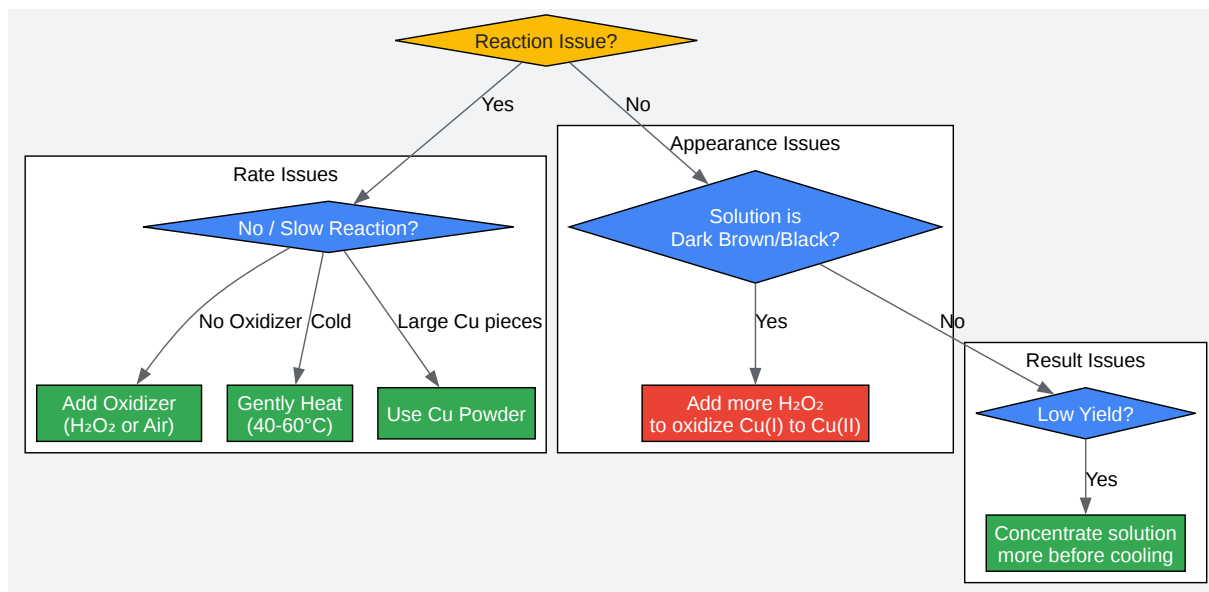 Reaction Issue?
Yes
No
Appearance Issues
Rate Issues
No / Slow Reaction?
Solution is
Dark Brown/Black?
No Oxidizer
Cold
Large Cu pieces
Yes
No
Result Issues
Add Oxidizer
(H₂O₂ or Air)
Gently Heat
(40-60°C)
Use Cu Powder
Add more H₂O₂
to oxidize Cu(I) to Cu(II)
Low Yield?
Yes
Concentrate solution
more before cooling